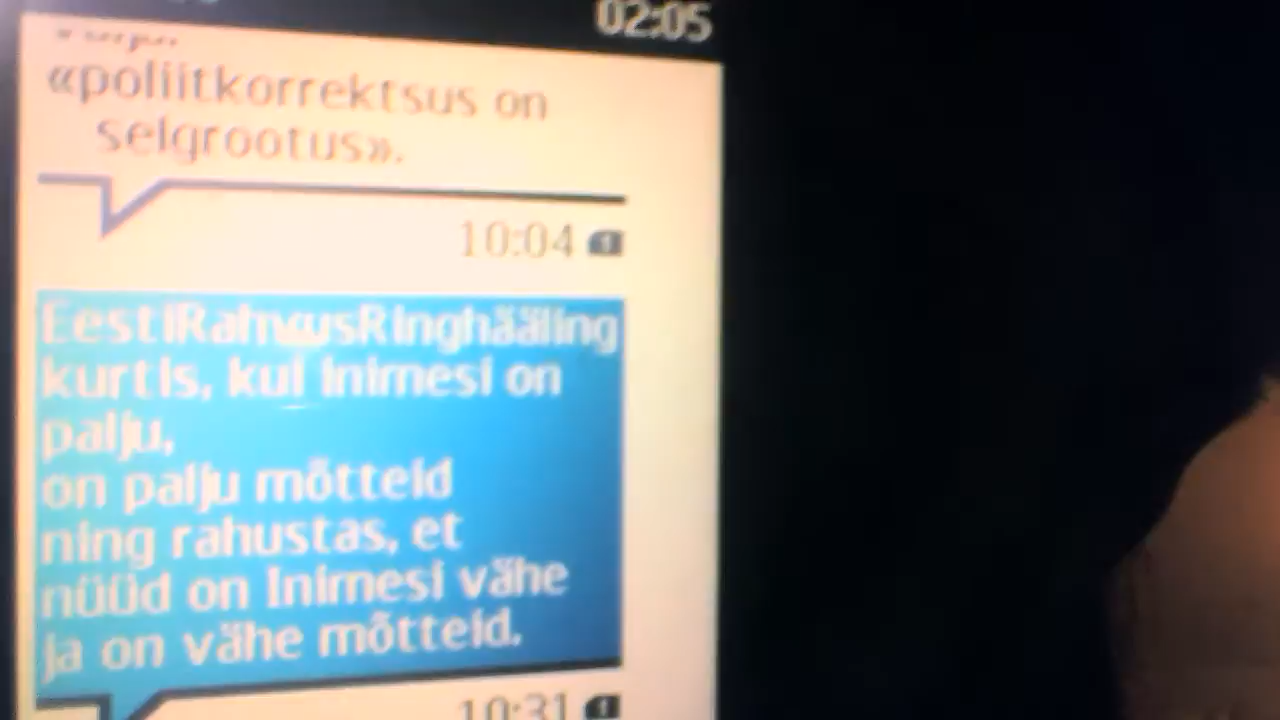 02:05
«poliitkorrektsus on
selgrootus».
10:04
EestiRahvusRinghääling
kurtis, kui inimesi on
palju,
on palju mõtteid
ning rahustas, et
nüüd on inimesi vähe
ja on vähe mõtteid.
10:31